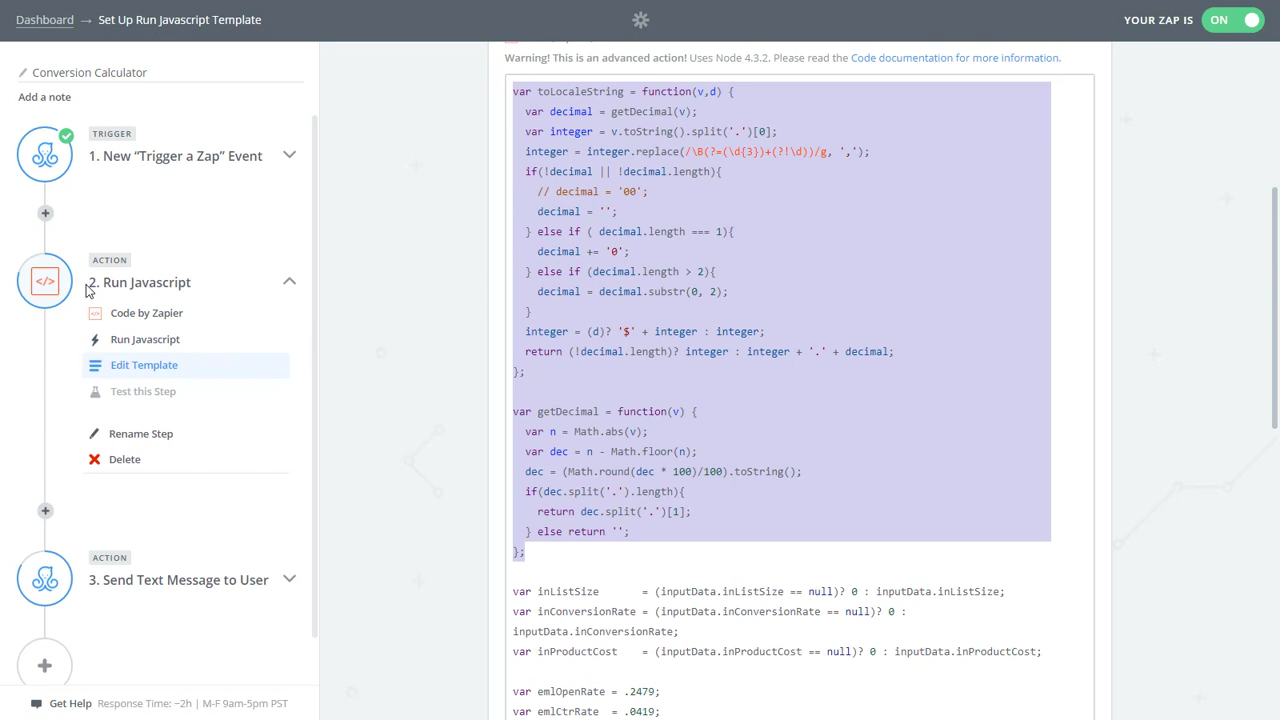 Dashboard → Set Up Run Javascript Template
YOUR ZAP IS ON
Conversion Calculator
Add a note
TRIGGER
1. New “Trigger a Zap” Event
ACTION
2. Run Javascript
</>
Code by Zapier
Run Javascript
Edit Template
Test this Step
Rename Step
Delete
ACTION
3. Send Text Message to User
Get Help Response Time: ~2h | M-F 9am-5pm PST
Warning! This is an advanced action! Uses Node 4.3.2. Please read the Code documentation for more information.
var toLocaleString = function(v,d) {
var decimal = getDecimal(v);
var integer = v.toString().split('.')[0];
integer = integer.replace(/\B(?=(\d{3})+(?!\d))/g, ',');
if(!decimal || !decimal.length){
// decimal = '00';
decimal = '';
} else if ( decimal.length === 1){
decimal += '0';
} else if (decimal.length > 2){
decimal = decimal.substr(0, 2);
}
integer = (d)? '$' + integer : integer;
return (!decimal.length)? integer : integer + '.' + decimal;
};
var getDecimal = function(v) {
var n = Math.abs(v);
var dec = n - Math.floor(n);
dec = (Math.round(dec * 100)/100).toString();
if(dec.split('.').length){
return dec.split('.')[1];
} else return '';
};
var inListSize = (inputData.inListSize == null)? 0 : inputData.inListSize;
var inConversionRate = (inputData.inConversionRate == null)? 0 :
inputData.inConversionRate;
var inProductCost = (inputData.inProductCost == null)? 0 : inputData.inProductCost;
var emlOpenRate = .2479;
var emlCtrRate = .0419;